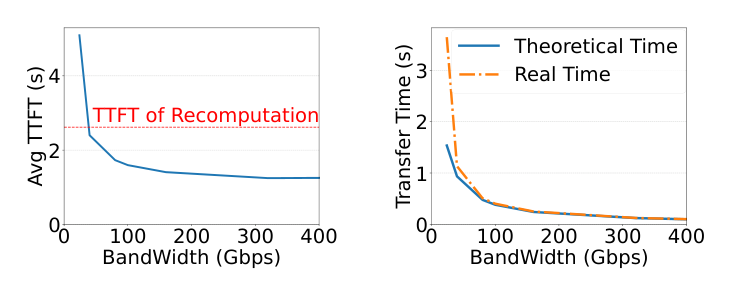 Avg TTFT (s)
4
2
0
TTFT of Recomputation
0
100
200
300
400
BandWidth (Gbps)
Transfer Time (s)
3
2
1
0
Theoretical Time
Real Time
0
100
200
300
400
BandWidth (Gbps)